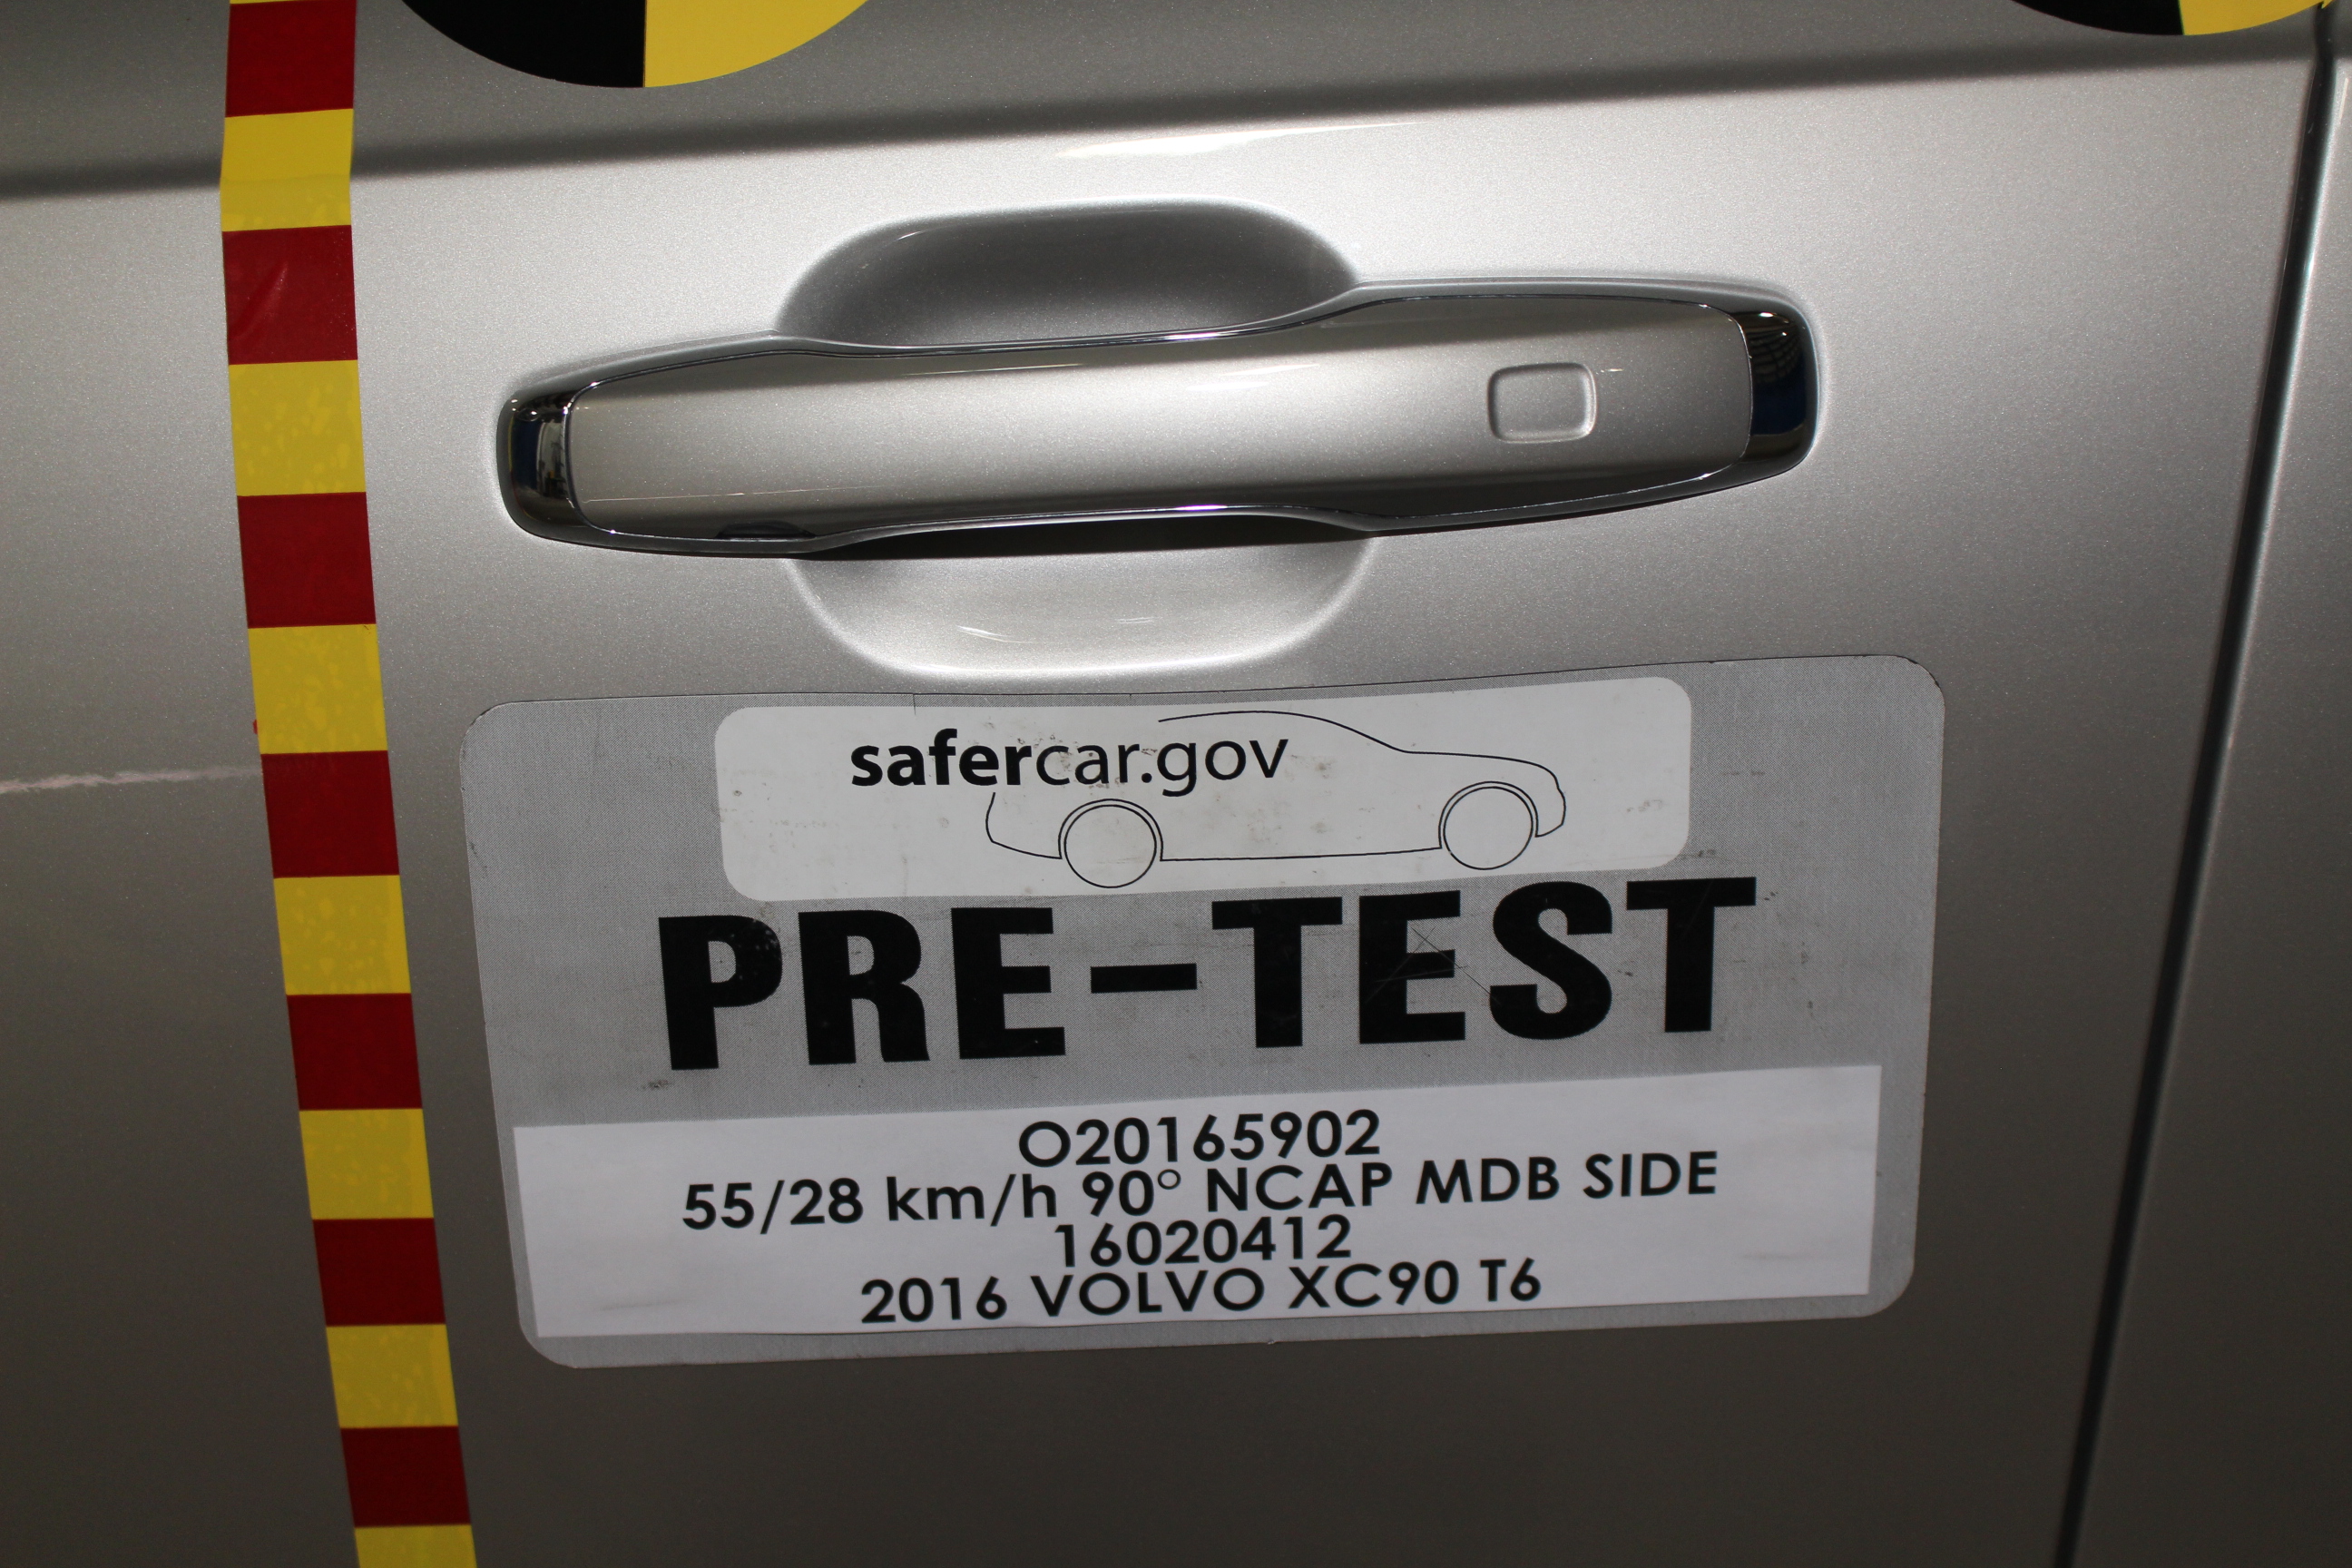 safercar.gov
PRE-TEST
O20165902
55/28 km/h 90° NCAP MDB SIDE
16020412
2016 VOLVO XC90 T6